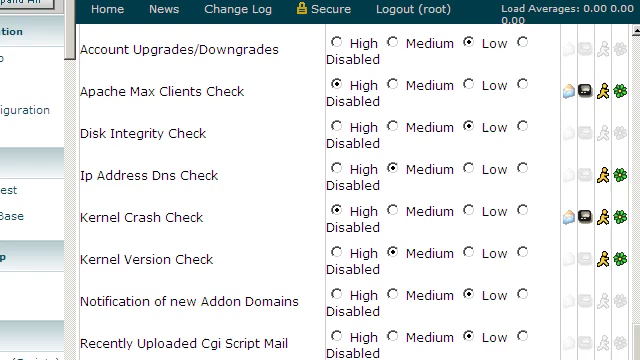 Home News Change Log Secure Logout (root) Load Averages: 0.00 0.00
0.00
ation
iguration
est
Base
p
Account Upgrades/Downgrades High Medium Low
Disabled
Apache Max Clients Check High Medium Low
Disabled
Disk Integrity Check High Medium Low
Disabled
Ip Address Dns Check High Medium Low
Disabled
Kernel Crash Check High Medium Low
Disabled
Kernel Version Check High Medium Low
Disabled
Notification of new Addon Domains High Medium Low
Disabled
Recently Uploaded Cgi Script Mail High Medium Low
Disabled